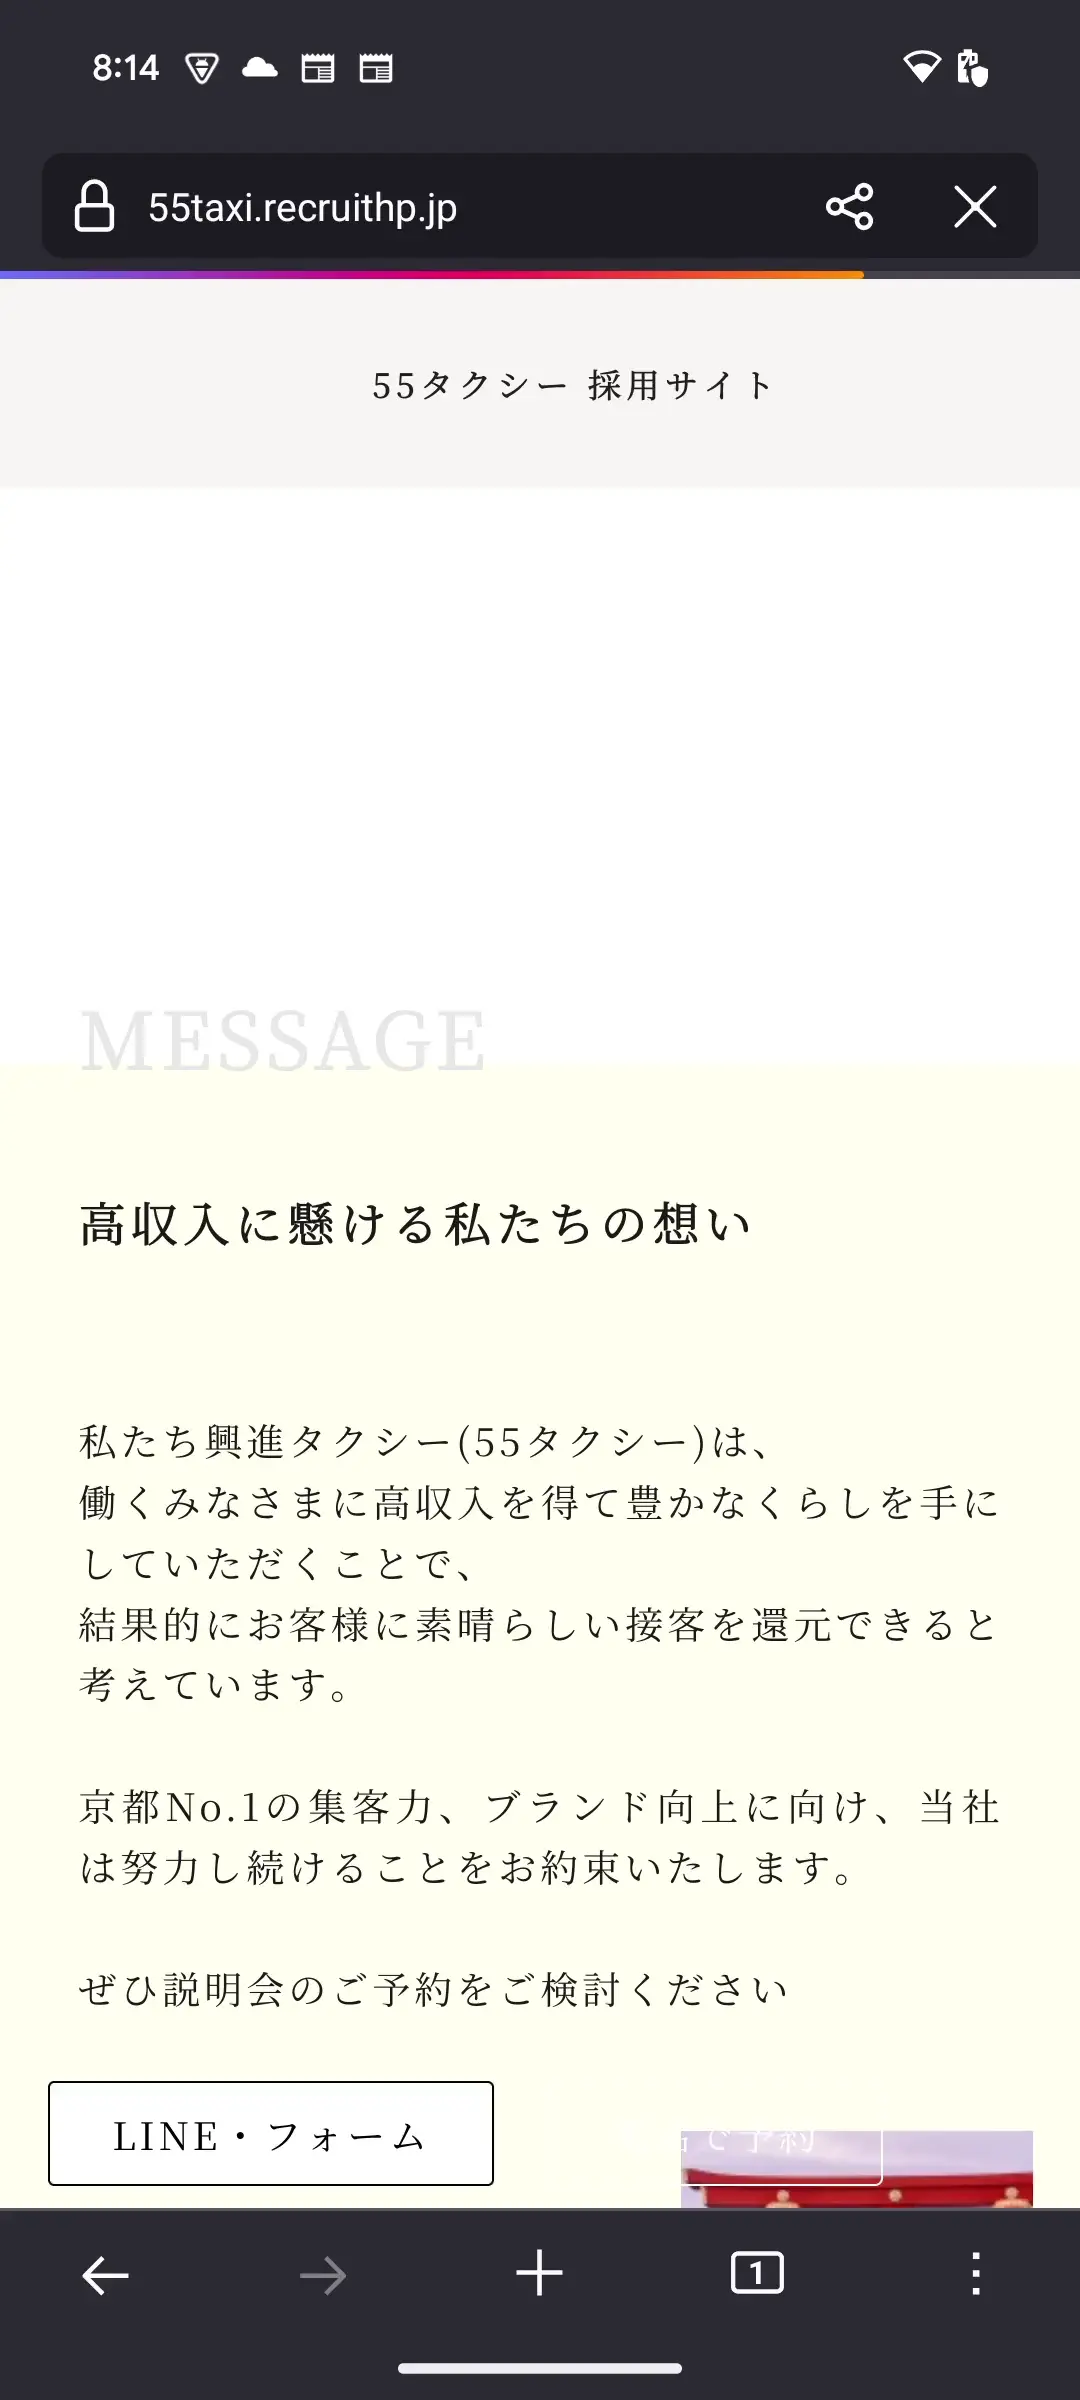 8:14
55taxi.recruithp.jp
55タクシー 採用サイト
MESSAGE
高収入に懸ける私たちの想い
私たち興進タクシー(55タクシー)は、
働くみなさまに高収入を得て豊かなくらしを手に
していただくことで、
結果的にお客様に素晴らしい接客を還元できると
考えています。
京都No.1の集客力、ブランド向上に向け、当社
は努力し続けることをお約束いたします。
ぜひ説明会のご予約をご検討ください
LINE・フォーム
で予約
1